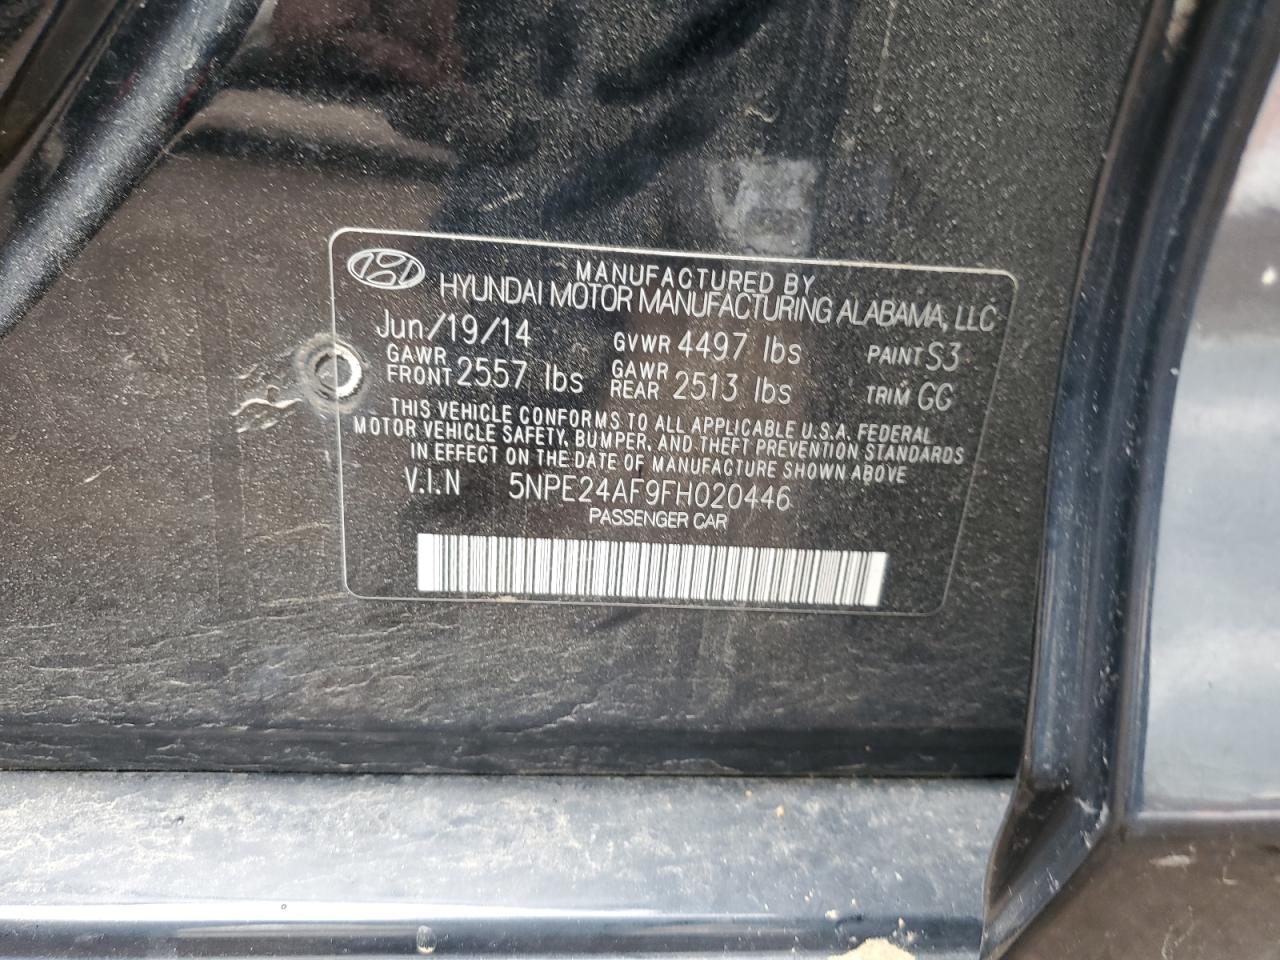 MANUFACTURED BY
HYUNDAI MOTOR MANUFACTURING ALABAMA, LLC
Jun/19/14 GVWR 4497 lbs PAINT S3
GAWR FRONT 2557 lbs GAWR REAR 2513 lbs TRIM GG
THIS VEHICLE CONFORMS TO ALL APPLICABLE U.S.A. FEDERAL
MOTOR VEHICLE SAFETY, BUMPER, AND THEFT PREVENTION STANDARDS
IN EFFECT ON THE DATE OF MANUFACTURE SHOWN ABOVE
V.I.N 5NPE24AF9FH020446
PASSENGER CAR